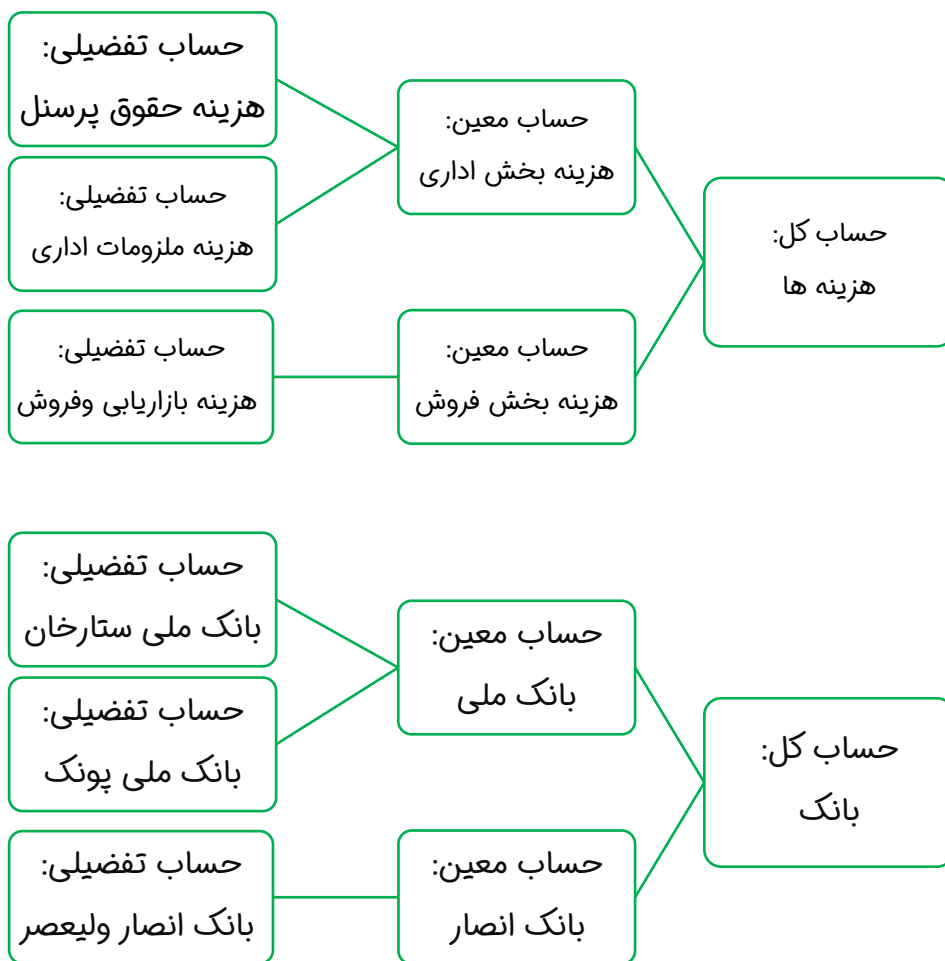 حساب کل:
هزینه ها
حساب معین:
هزینه بخش اداری
حساب تفضیلی:
هزینه حقوق پرسنل
حساب تفضیلی:
هزینه ملزومات اداری
حساب معین:
هزینه بخش فروش
حساب تفضیلی:
هزینه بازاریابی وفروش
حساب کل:
بانک
حساب معین:
بانک ملی
حساب تفضیلی:
بانک ملی ستارخان
حساب تفضیلی:
بانک ملی پونک
حساب معین:
بانک انصار
حساب تفضیلی:
بانک انصار ولیعصر